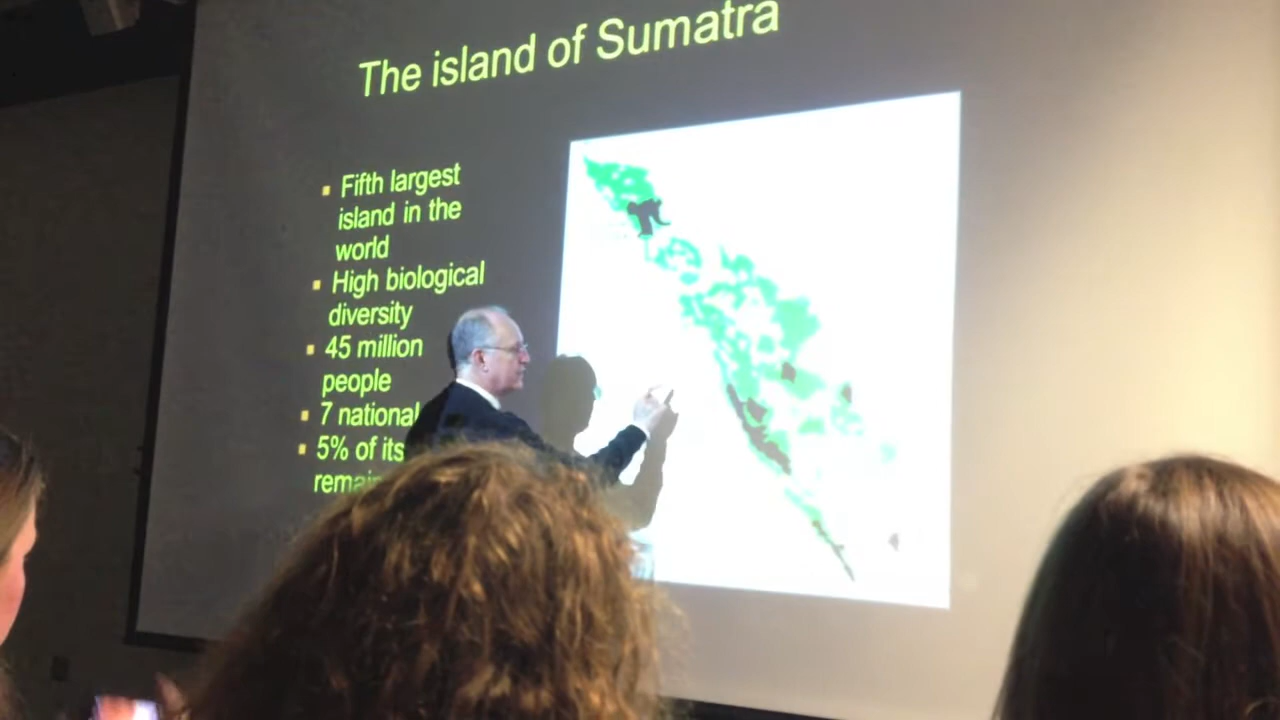 The island of Sumatra
▪ Fifth largest
island in the
world
▪ High biological
diversity
▪ 45 million
people
▪ 7 national
▪ 5% of its
remain